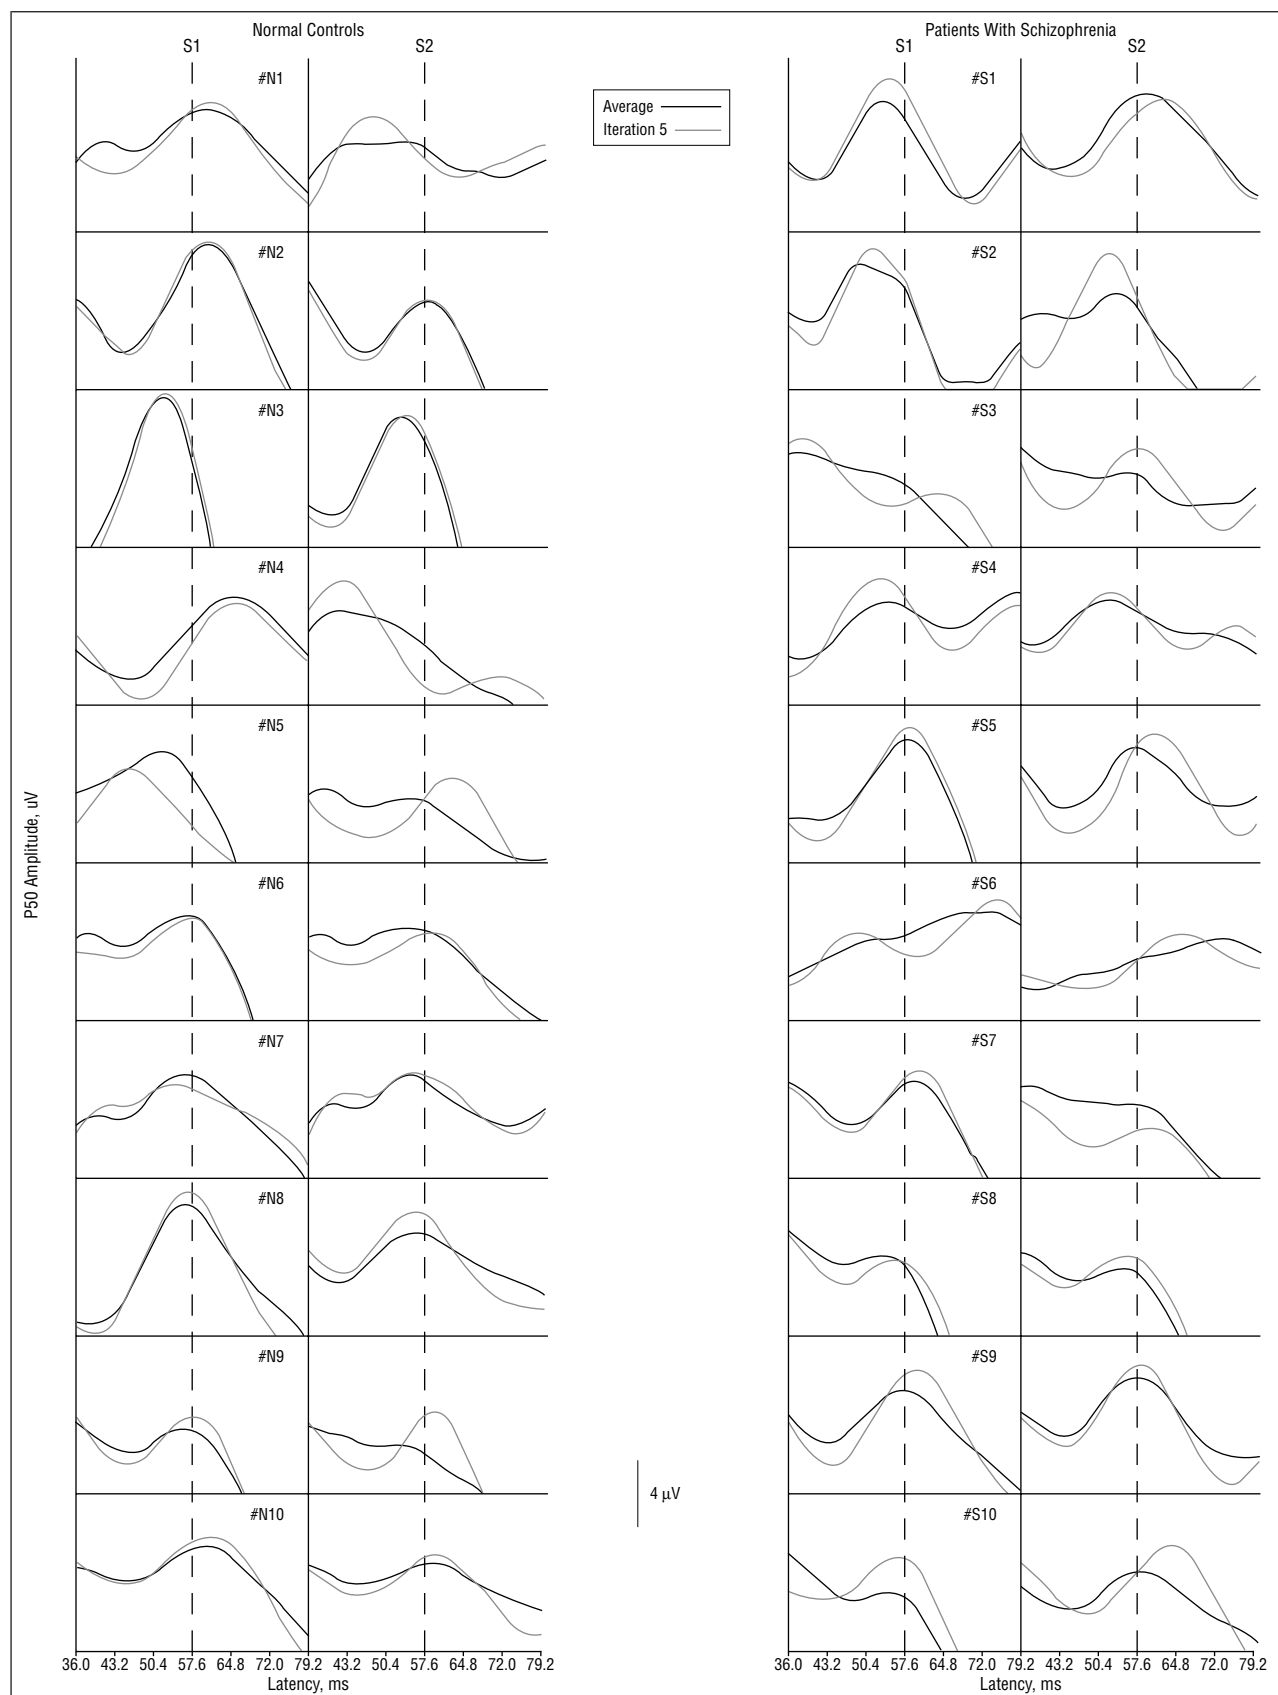 Normal Controls
Patients With Schizophrenia
S1
S2
S1
S2
Average
Iteration 5
#N1
#S1
#N2
#S2
#N3
#S3
#N4
#S4
#N5
#S5
#N6
#S6
#N7
#S7
#N8
#S8
#N9
#S9
#N10
#S10
P50 Amplitude, uV
4 μV
36.0 43.2 50.4 57.6 64.8 72.0 79.2 43.2 50.4 57.6 64.8 72.0 79.2
Latency, ms
36.0 43.2 50.4 57.6 64.8 72.0 79.2 43.2 50.4 57.6 64.8 72.0 79.2
Latency, ms